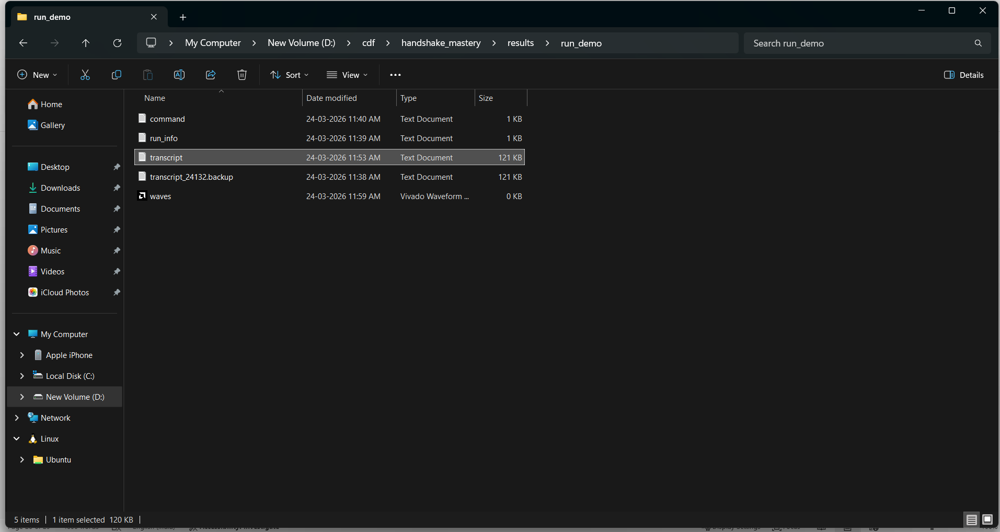 run_demo
My Computer New Volume (D:) cdf handshake_mastery results run_demo Search run_demo
New Sort View Details
Name Date modified Type Size
Home
Gallery
Desktop
Downloads
Documents
Pictures
Music
Videos
iCloud Photos
My Computer
Apple iPhone
Local Disk (C:)
New Volume (D:)
Network
Linux
Ubuntu
command 24-03-2026 11:40 AM Text Document 1 KB
run_info 24-03-2026 11:39 AM Text Document 1 KB
transcript 24-03-2026 11:53 AM Text Document 121 KB
transcript_24132.backup 24-03-2026 11:38 AM Text Document 121 KB
waves 24-03-2026 11:59 AM Vivado Waveform ... 0 KB
5 items 1 item selected 120 KB